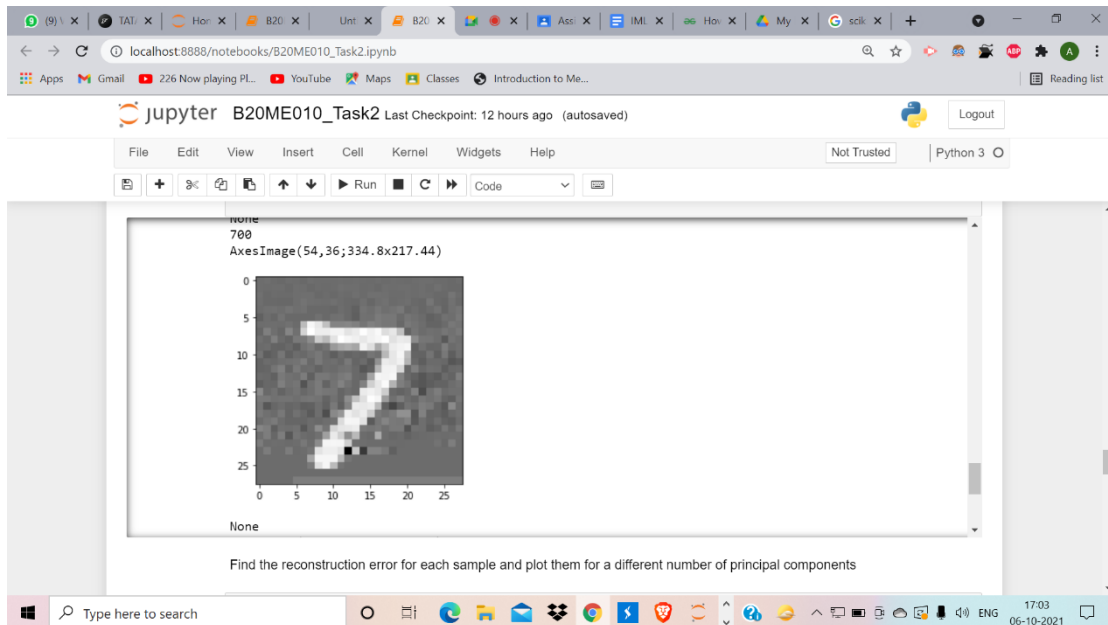 (9) \
TAT/
Hon
B20
Unt
B20
Assi
IML
Hov
My
scik
localhost:8888/notebooks/B20ME010_Task2.ipynb
Apps Gmail 226 Now playing Pl... YouTube Maps Classes Introduction to Me... Reading list
jupyter B20ME010_Task2 Last Checkpoint: 12 hours ago (autosaved) Logout
File Edit View Insert Cell Kernel Widgets Help Not Trusted Python 3
Run Code
None
700
AxesImage(54,36;334.8x217.44)
0
5
10
15
20
25
0 5 10 15 20 25
None
Find the reconstruction error for each sample and plot them for a different number of principal components
Type here to search ENG 17:03
06-10-2021